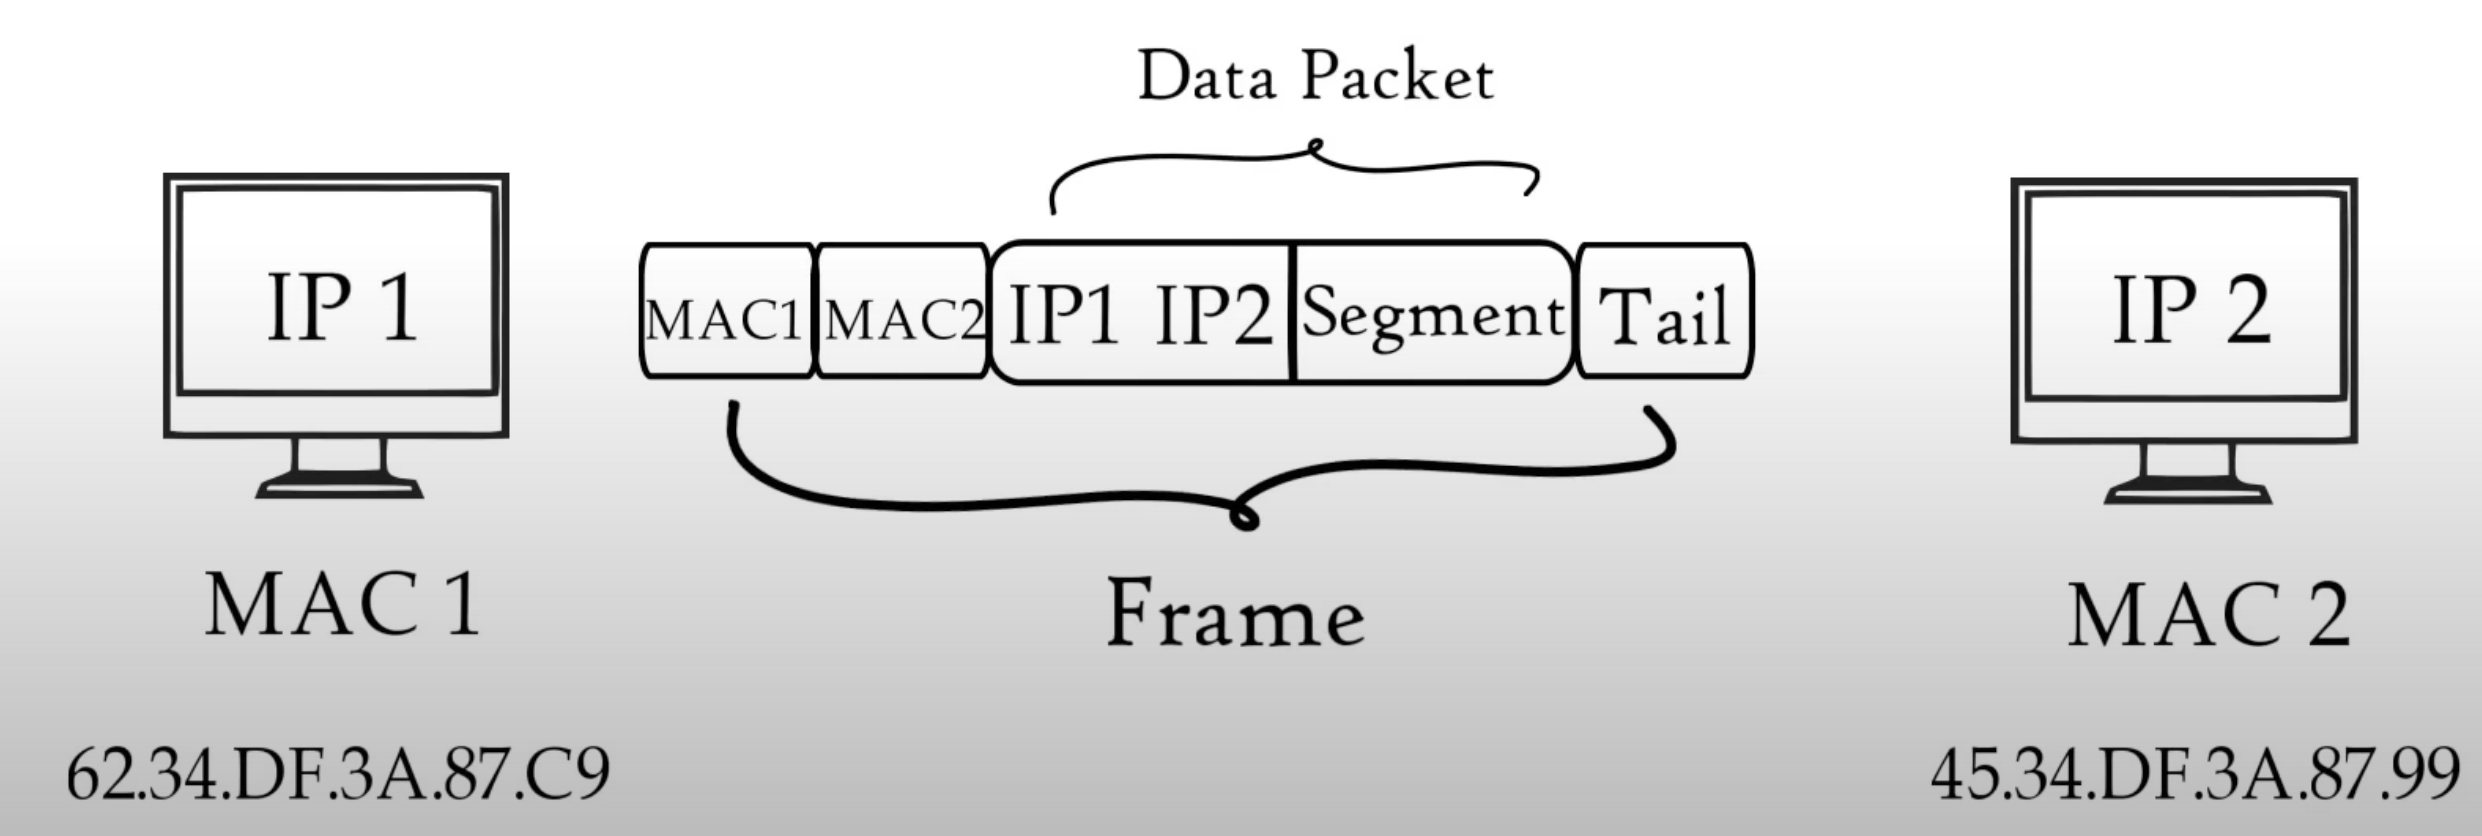 Data Packet
IP 1
MAC1 MAC2 IP1 IP2 Segment Tail
IP 2
Frame
MAC 1
MAC 2
62.34.DF.3A.87.C9
45.34.DF.3A.87.99